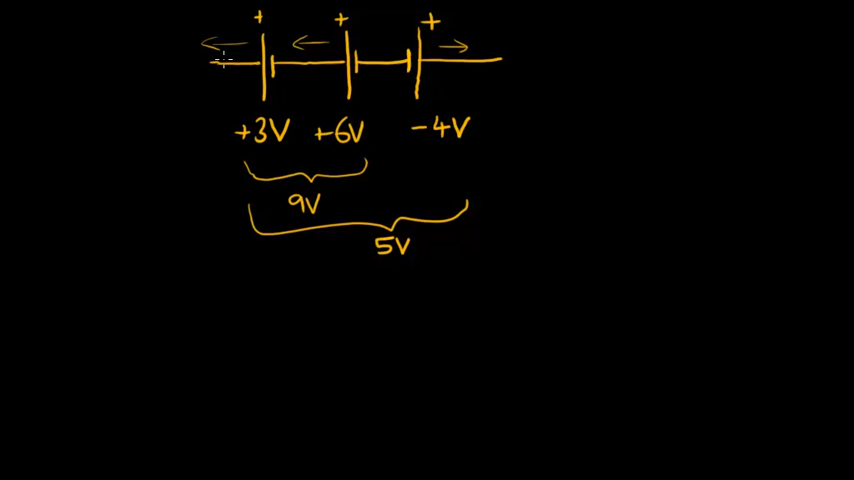 + + +
+3V +6V -4V
9V
5V